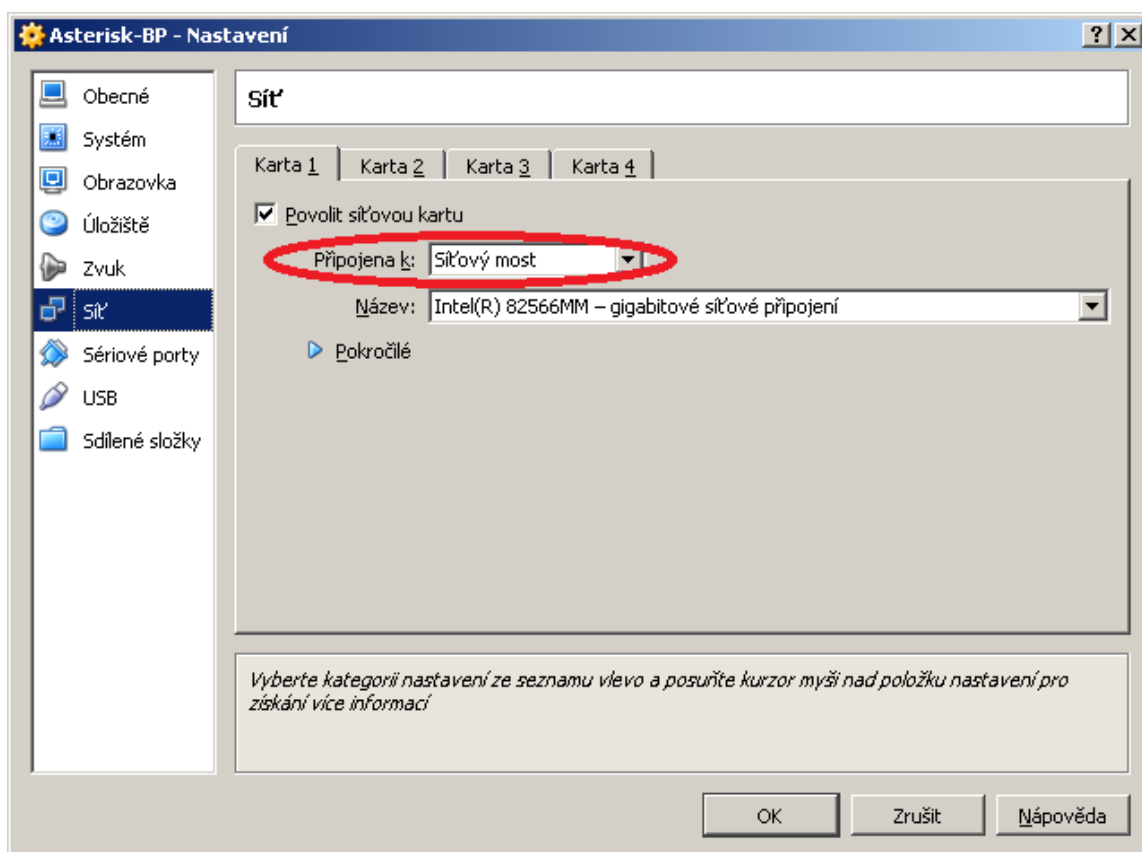 Asterisk-BP - Nastavení
Obecné
Systém
Obrazovka
Úložiště
Zvuk
Síť
Sériové porty
USB
Sdílené složky
Síť
Karta 1 Karta 2 Karta 3 Karta 4
Povolit síťovou kartu
Připojena k: Síťový most
Název: Intel(R) 82566MM – gigabitové síťové připojení
Pokročilé
Vyberte kategorii nastavení ze seznamu vlevo a posuňte kurzor myši nad položku nastavení pro
získání více informací
OK Zrušit Nápověda